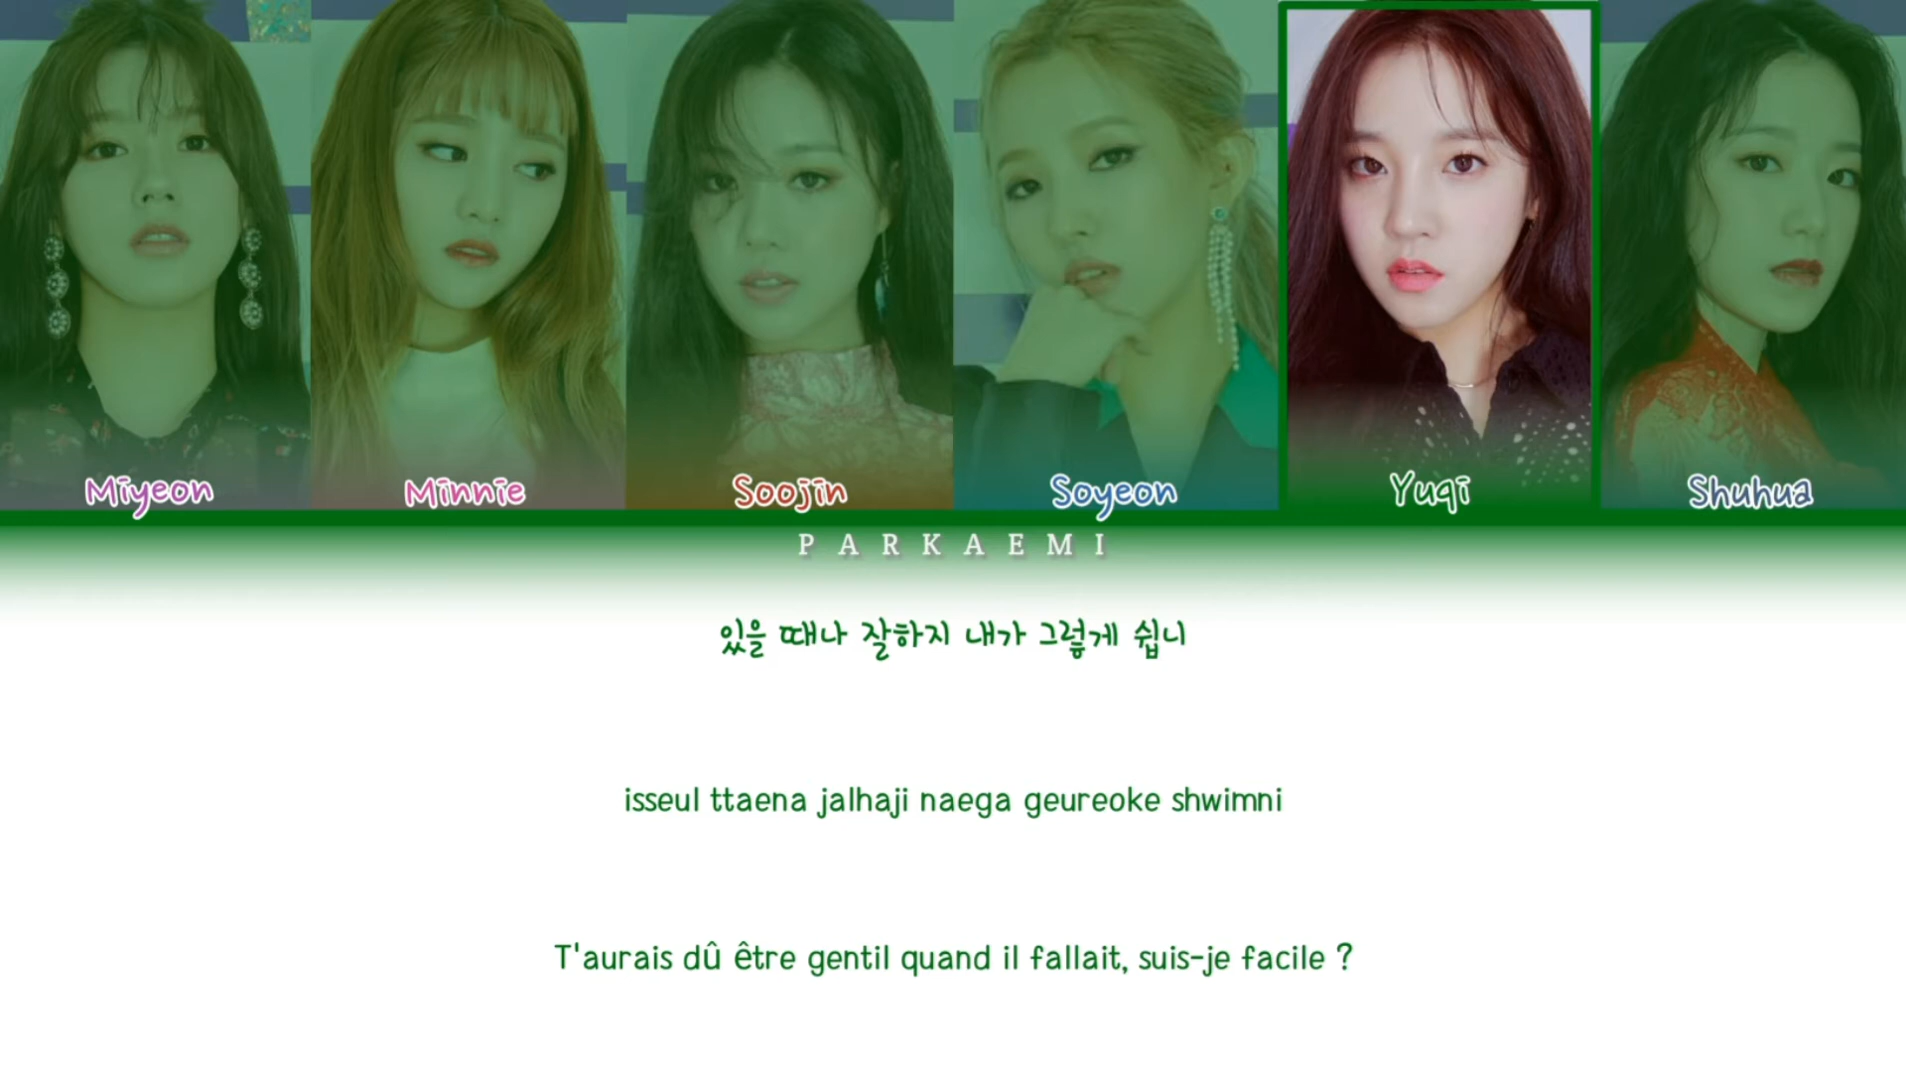 Miyeon Minnie Soojin Soyeon Yuqi Shuhua
PARKAEMI
있을 때나 잘하지 내가 그렇게 쉽니
isseul ttaena jalhaji naega geureoke shwimni
T'aurais dû être gentil quand il fallait, suis-je facile ?